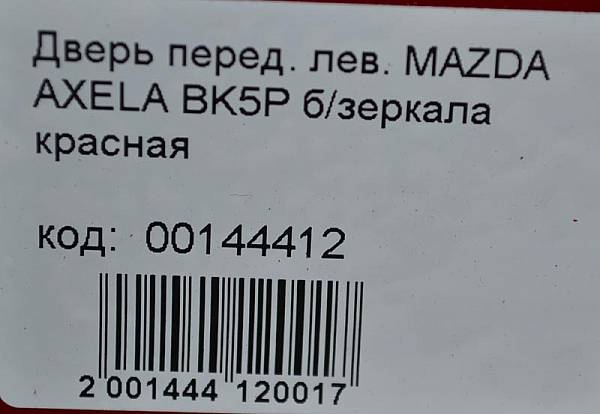 Дверь перед. лев. MAZDA
AXELA BK5P б/зеркала
красная
код: 00144412
2 001444 120017